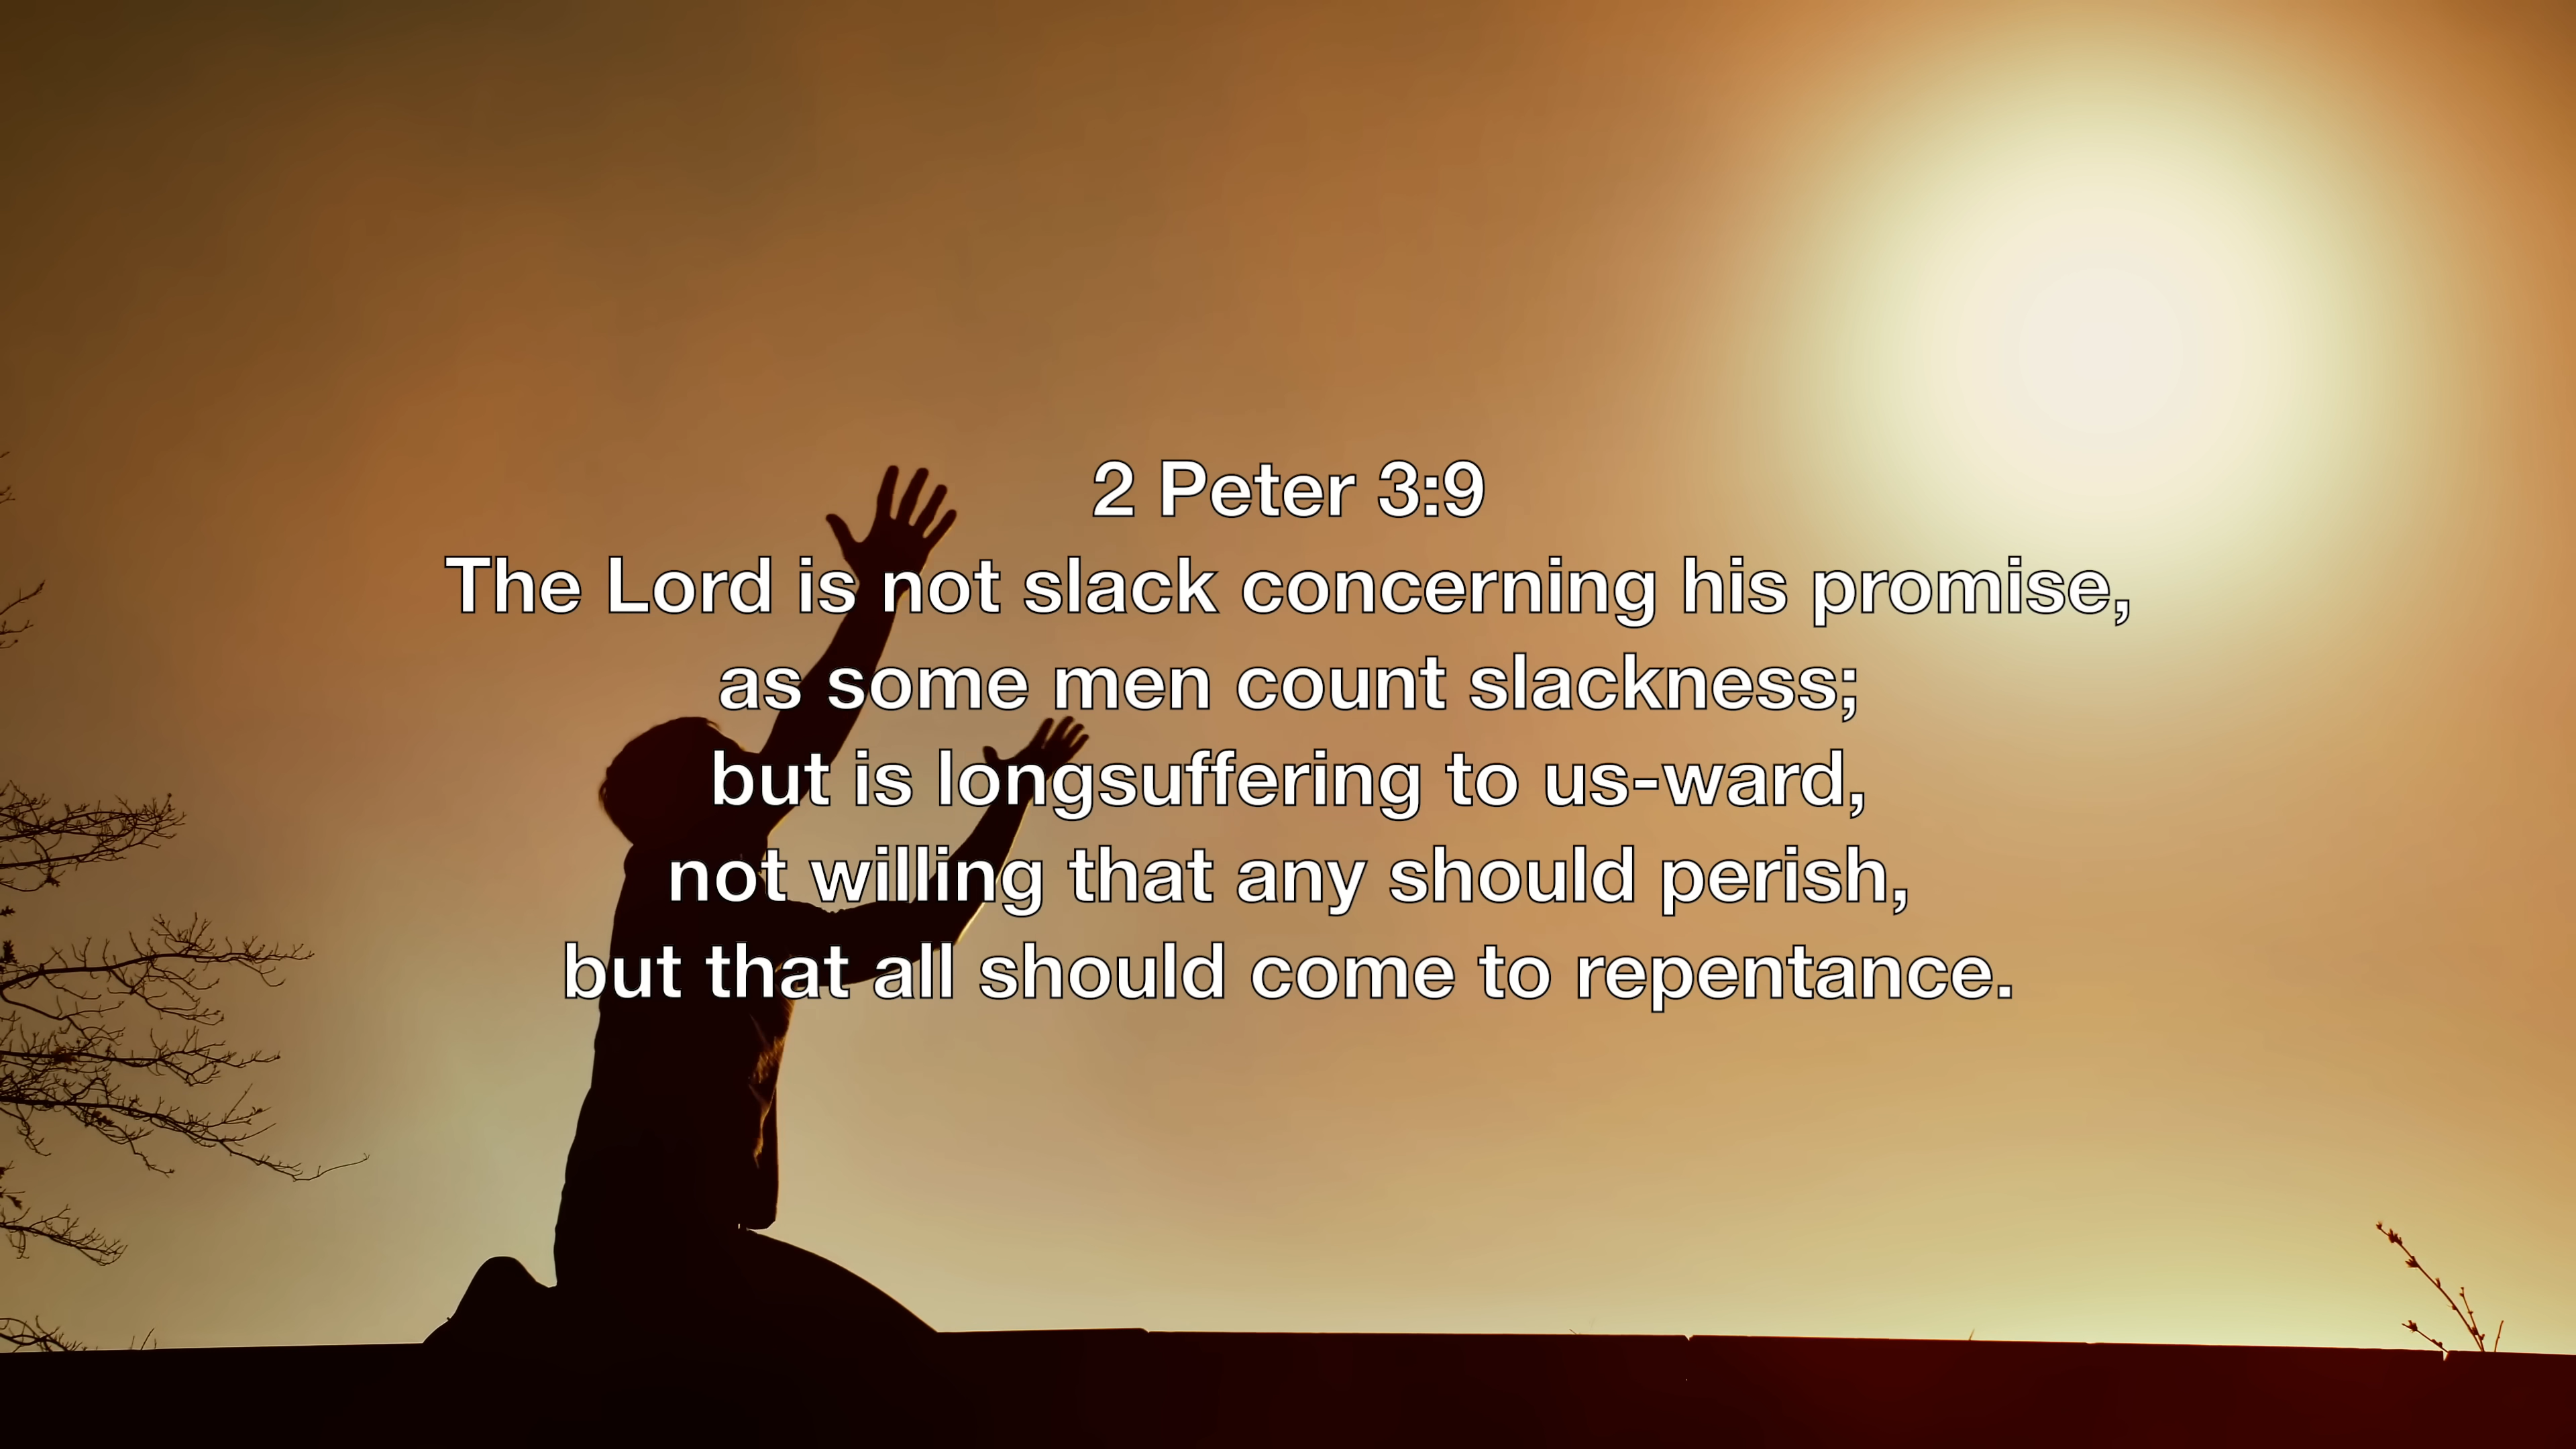 2 Peter 3:9
The Lord is not slack concerning his promise,
as some men count slackness;
but is longsuffering to us-ward,
not willing that any should perish,
but that all should come to repentance.